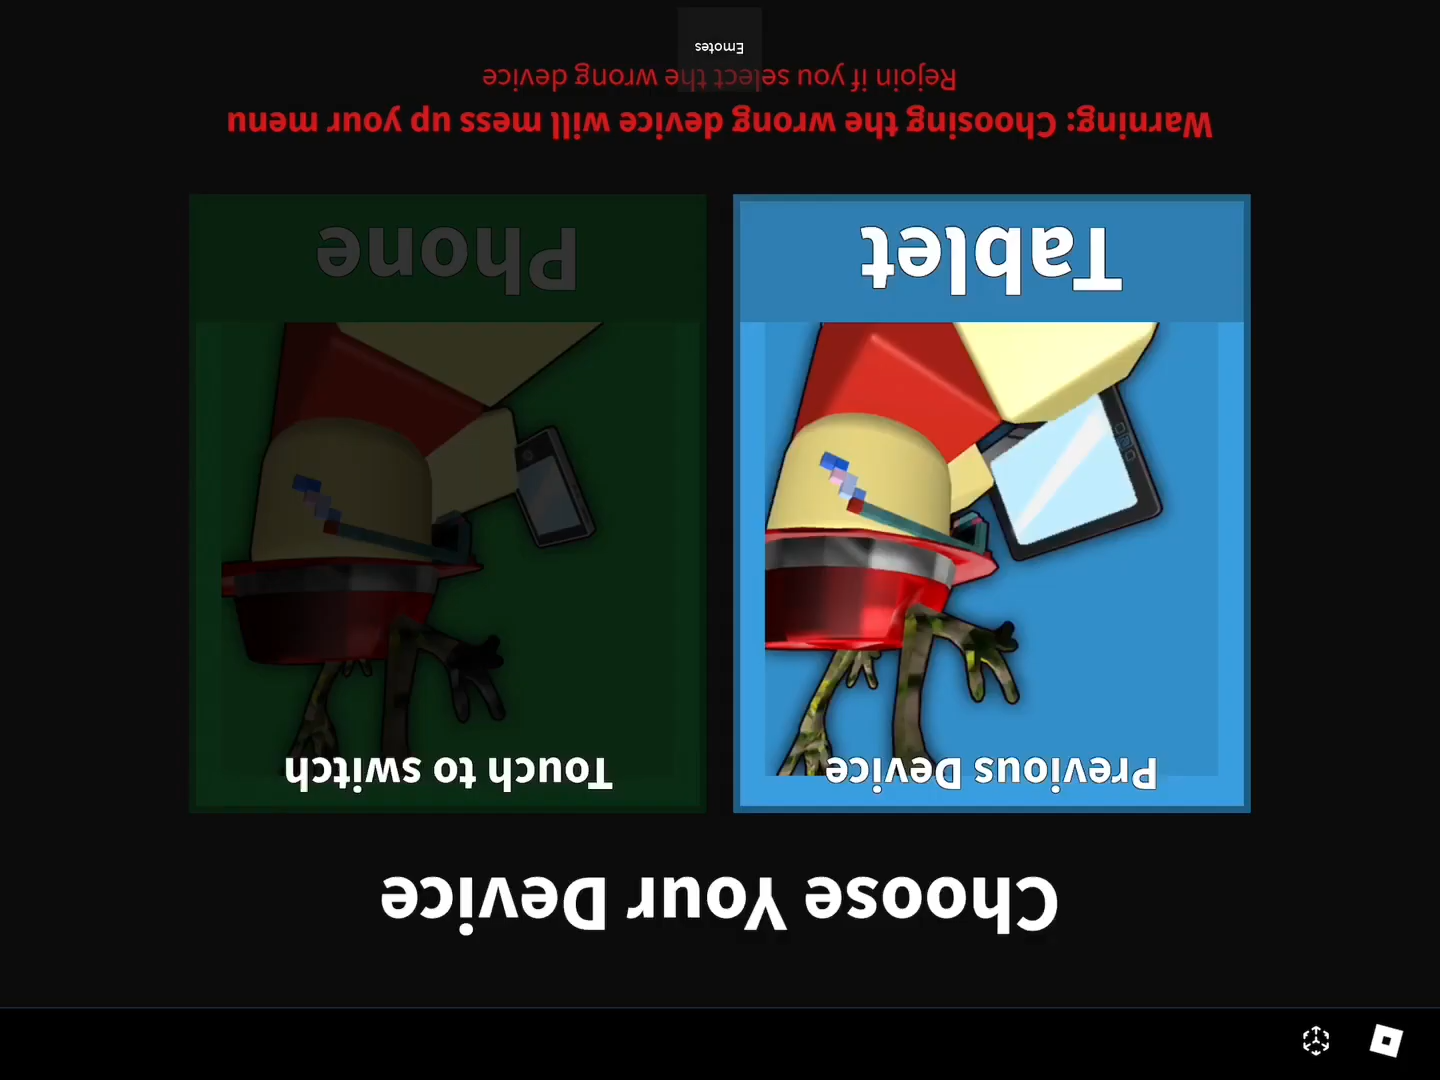 Choose Your Device
Previous Device
Touch to switch
Tablet
Phone
Warning: Choosing the wrong device will mess up your menu
Rejoin if you select the wrong device
Emotes